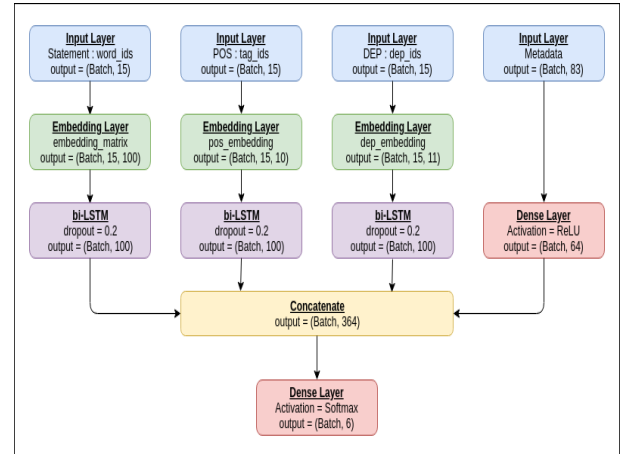 Input Layer
Statement : word_ids
output = (Batch, 15)
Input Layer
POS : tag_ids
output = (Batch, 15)
Input Layer
DEP : dep_ids
output = (Batch, 15)
Input Layer
Metadata
output = (Batch, 83)
Embedding Layer
embedding_matrix
output = (Batch, 15, 100)
Embedding Layer
pos_embedding
output = (Batch, 15, 10)
Embedding Layer
dep_embedding
output = (Batch, 15, 11)
bi-LSTM
dropout = 0.2
output = (Batch, 100)
bi-LSTM
dropout = 0.2
output = (Batch, 100)
bi-LSTM
dropout = 0.2
output = (Batch, 100)
Dense Layer
Activation = ReLU
output = (Batch, 64)
Concatenate
output = (Batch, 364)
Dense Layer
Activation = Softmax
output = (Batch, 6)